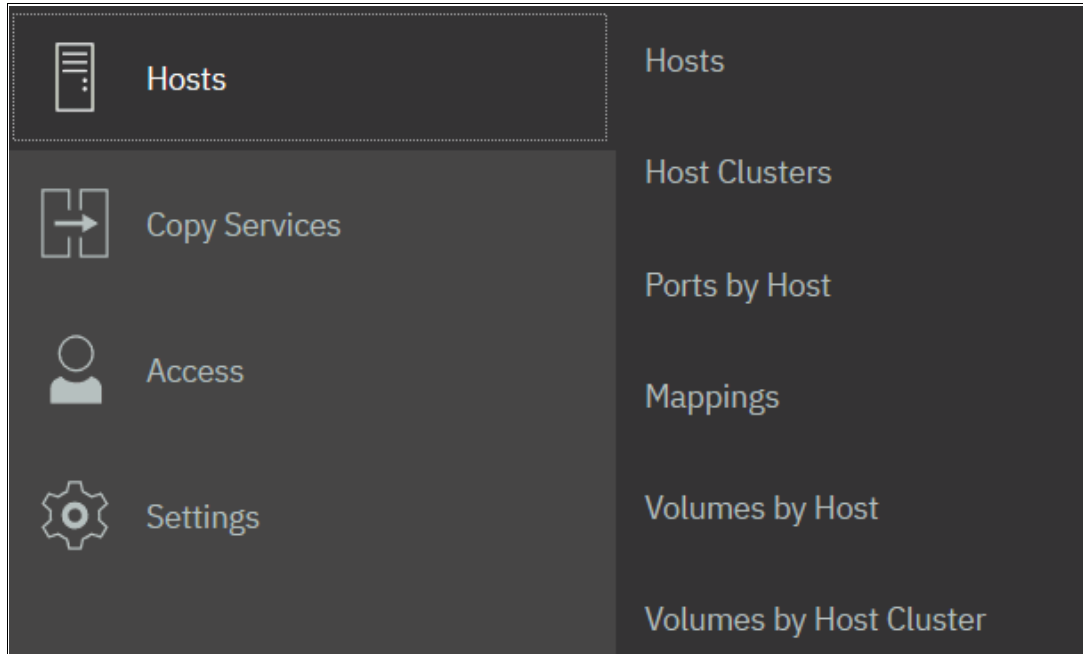 Hosts
Copy Services
Access
Settings
Hosts
Host Clusters
Ports by Host
Mappings
Volumes by Host
Volumes by Host Cluster